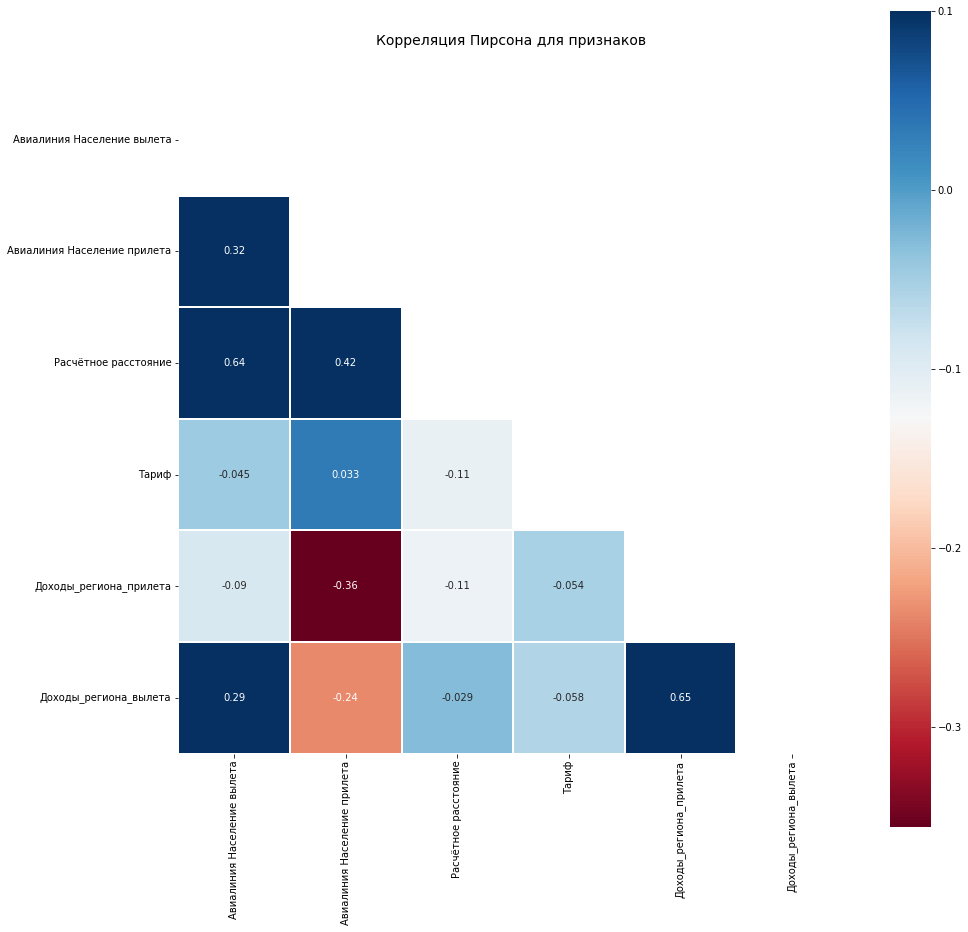 Корреляция Пирсона для признаков
Авиалиния Население вылета
Авиалиния Население прилета
0.32
Расчётное расстояние
0.64
0.42
Тариф
-0.045
0.033
-0.11
Доходы_региона_прилета
-0.09
-0.36
-0.11
-0.054
Доходы_региона_вылета
0.29
-0.24
-0.029
-0.058
0.65
Авиалиния Население вылета
Авиалиния Население прилета
Расчётное расстояние
Тариф
Доходы_региона_прилета
Доходы_региона_вылета
0.1
0.0
−0.1
−0.2
−0.3